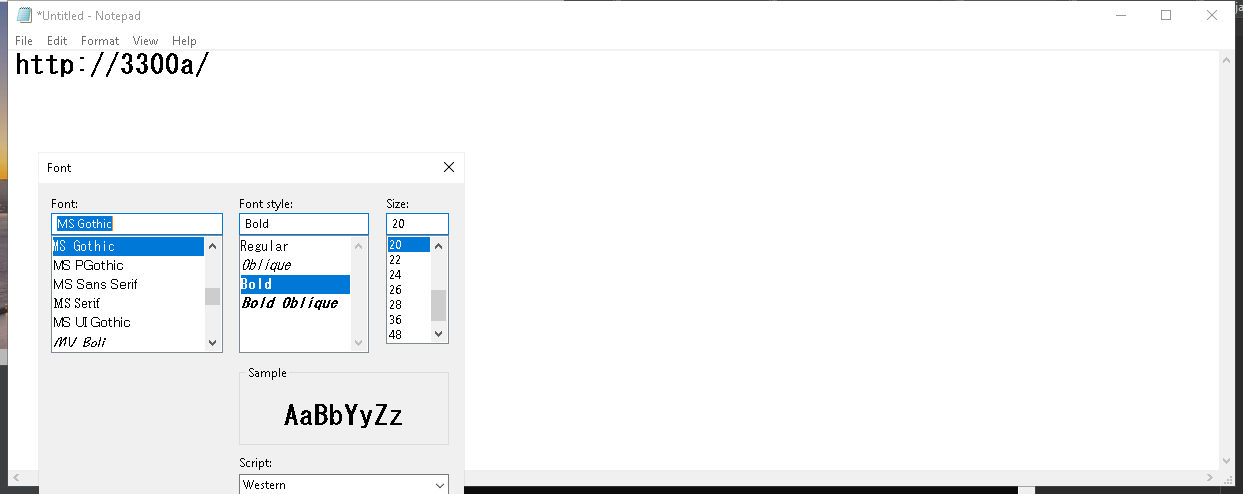 *Untitled - Notepad
File Edit Format View Help
http://3300a/
Font
Font: Font style: Size:
MS Gothic Bold 20
MS Gothic Regular 20
MS PGothic Oblique 22
MS Sans Serif Bold 24
MS Serif Bold Oblique 26
MS UI Gothic 28
MV Boli 36
48
Sample
AaBbYyZz
Script:
Western